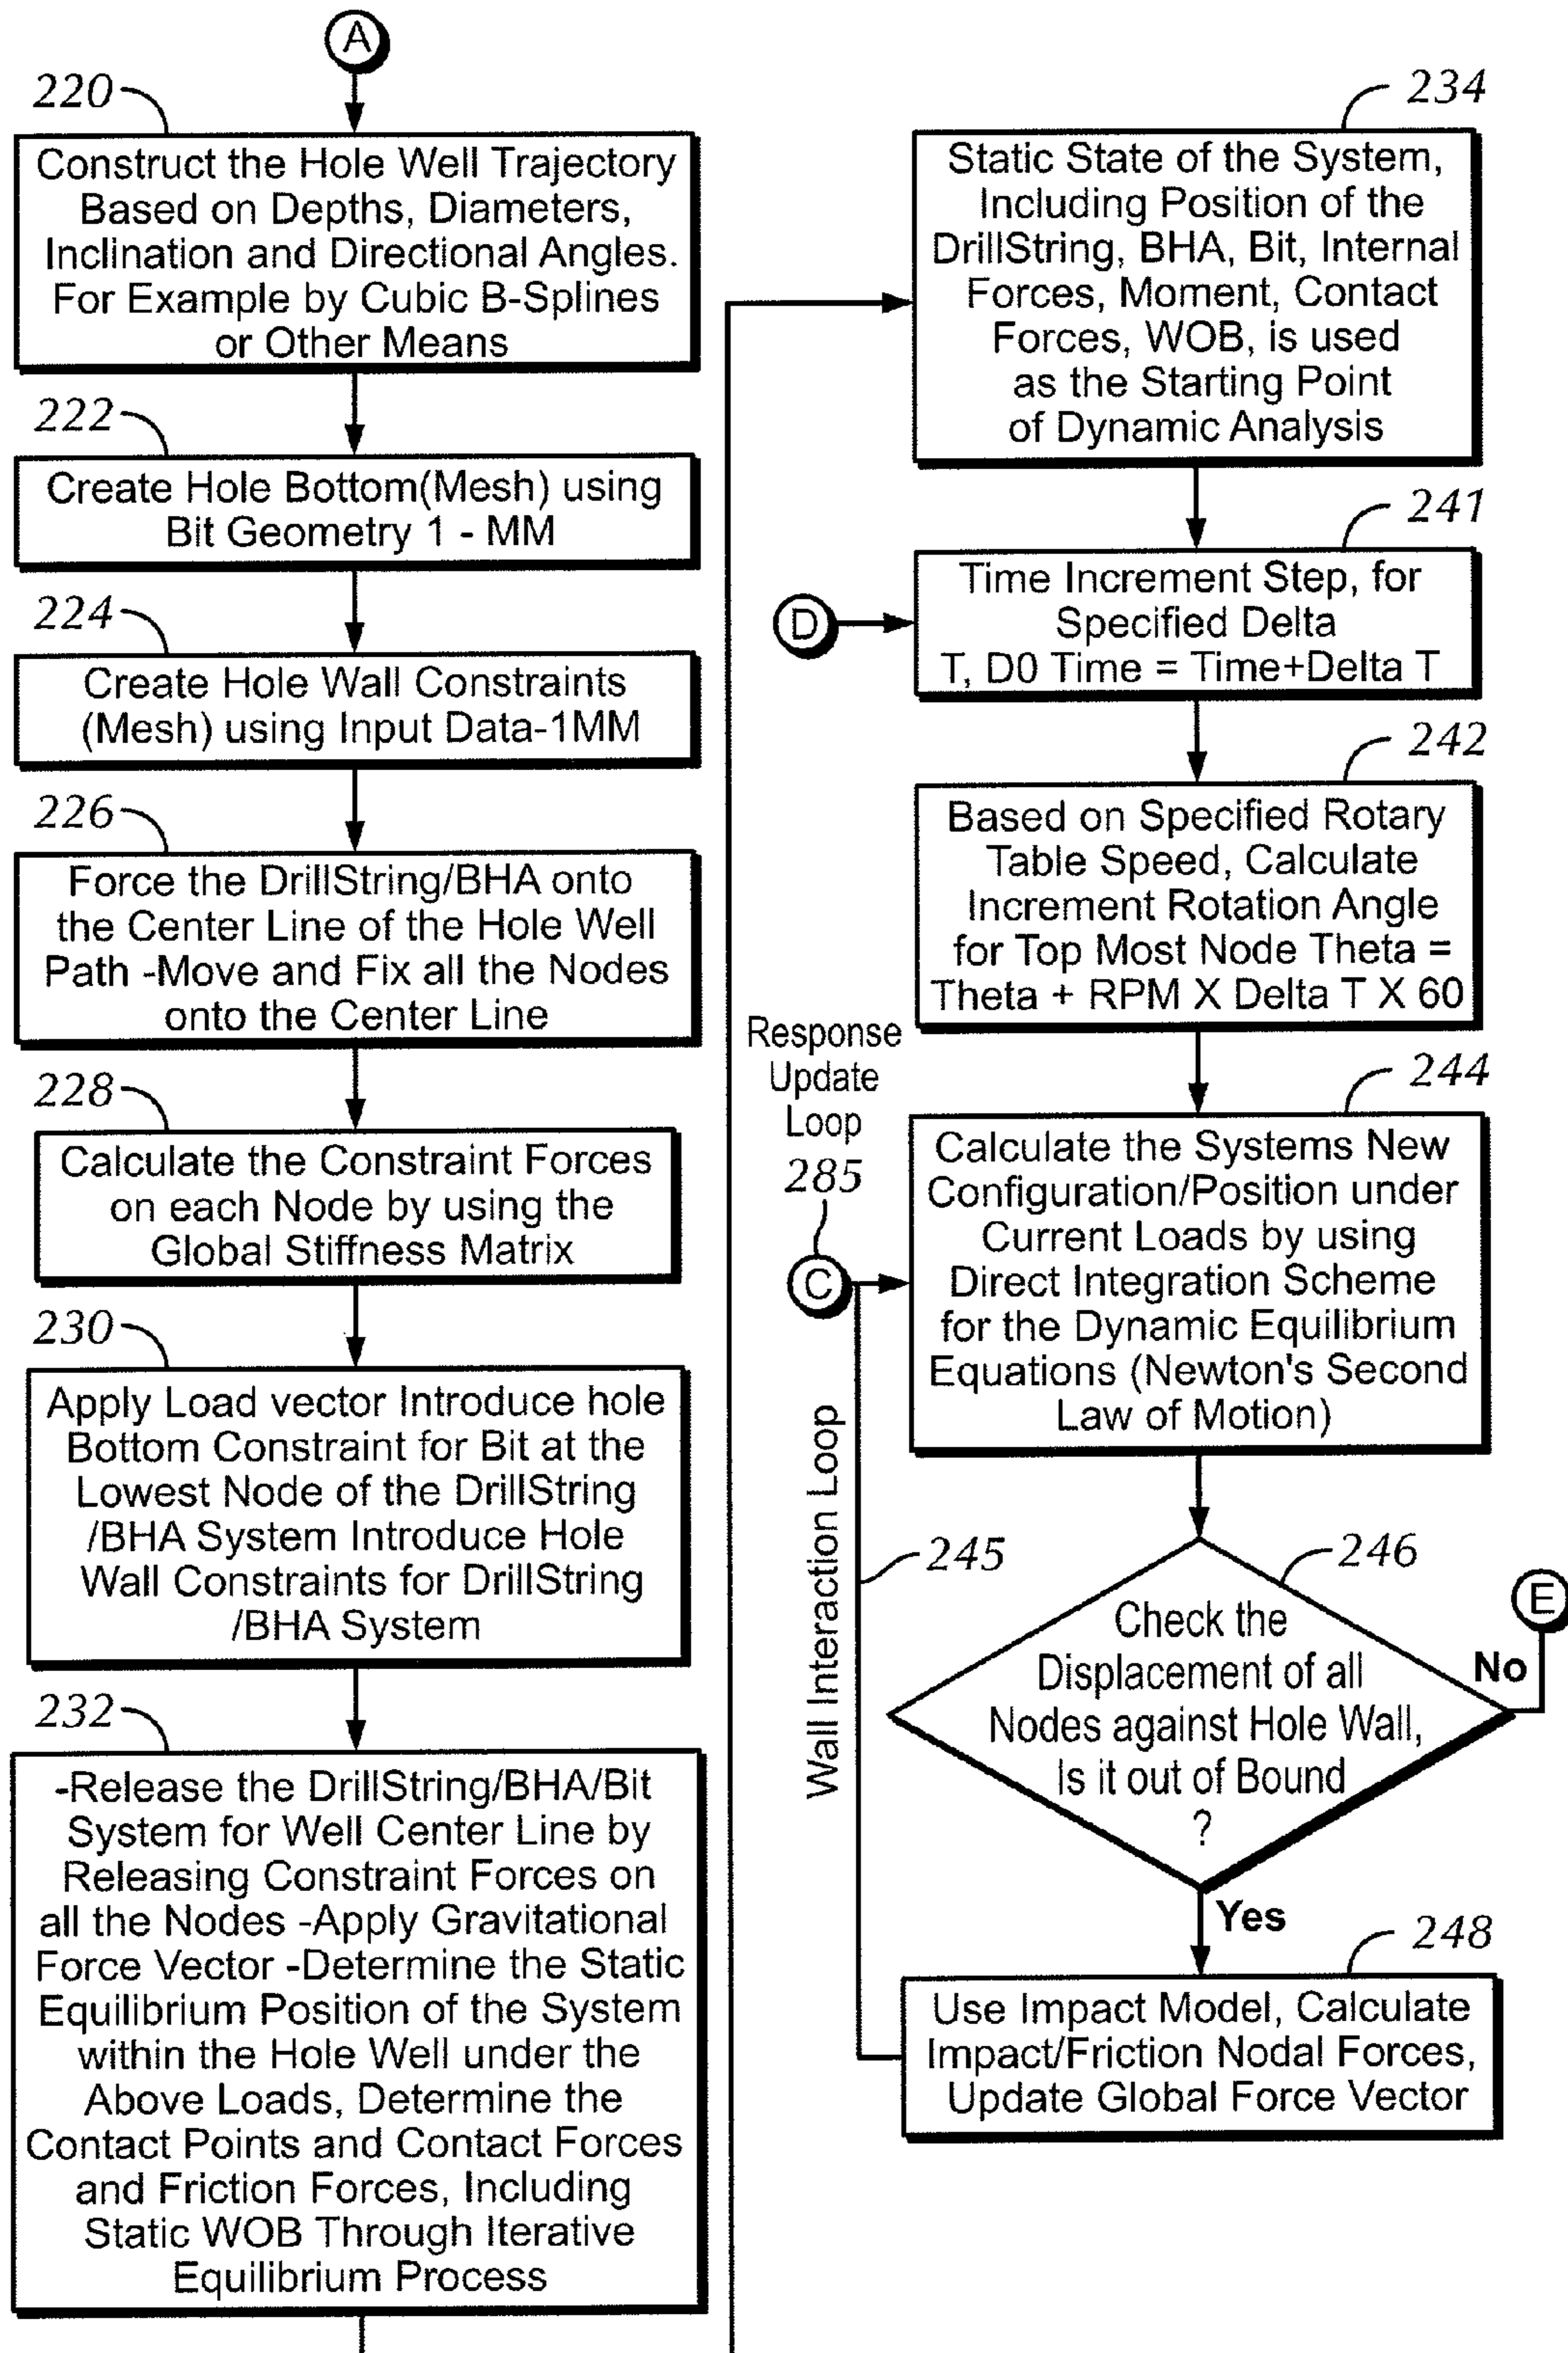 A
220
Construct the Hole Well Trajectory
Based on Depths, Diameters,
Inclination and Directional Angles.
For Example by Cubic B-Splines
or Other Means
222
Create Hole Bottom(Mesh) using
Bit Geometry 1 - MM
224
Create Hole Wall Constraints
(Mesh) using Input Data-1MM
226
Force the DrillString/BHA onto
the Center Line of the Hole Well
Path -Move and Fix all the Nodes
onto the Center Line
228
Calculate the Constraint Forces
on each Node by using the
Global Stiffness Matrix
230
Apply Load vector Introduce hole
Bottom Constraint for Bit at the
Lowest Node of the DrillString
/BHA System Introduce Hole
Wall Constraints for DrillString
/BHA System
232
-Release the DrillString/BHA/Bit
System for Well Center Line by
Releasing Constraint Forces on
all the Nodes -Apply Gravitational
Force Vector -Determine the Static
Equilibrium Position of the System
within the Hole Well under the
Above Loads, Determine the
Contact Points and Contact Forces
and Friction Forces, Including
Static WOB Through Iterative
Equilibrium Process
234
Static State of the System,
Including Position of the
DrillString, BHA, Bit, Internal
Forces, Moment, Contact
Forces, WOB, is used
as the Starting Point
of Dynamic Analysis
241
D
Time Increment Step, for
Specified Delta
T, D0 Time = Time+Delta T
242
Based on Specified Rotary
Table Speed, Calculate
Increment Rotation Angle
for Top Most Node Theta =
Theta + RPM X Delta T X 60
Response
Update
Loop
285
C
244
Calculate the Systems New
Configuration/Position under
Current Loads by using
Direct Integration Scheme
for the Dynamic Equilibrium
Equations (Newton's Second
Law of Motion)
Wall Interaction Loop
245
246
Check the
Displacement of all
Nodes against Hole Wall,
Is it out of Bound
?
No
E
Yes
248
Use Impact Model, Calculate
Impact/Friction Nodal Forces,
Update Global Force Vector